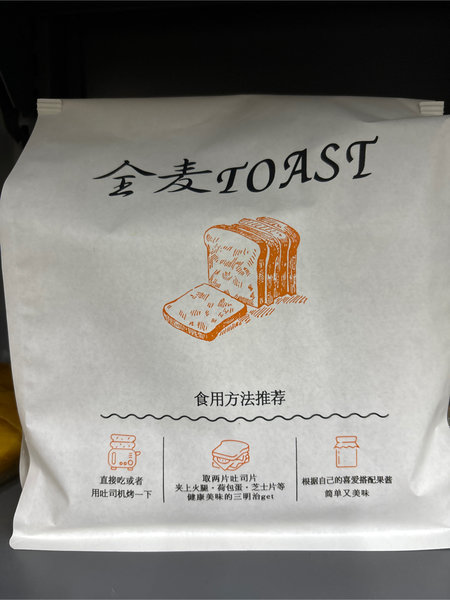 全麦TOAST
食用方法推荐
直接吃或者
用吐司机烤一下
取两片吐司片
夹上火腿·荷包蛋·芝士片等
健康美味的三明治get
根据自己的喜爱搭配果酱
简单又美味